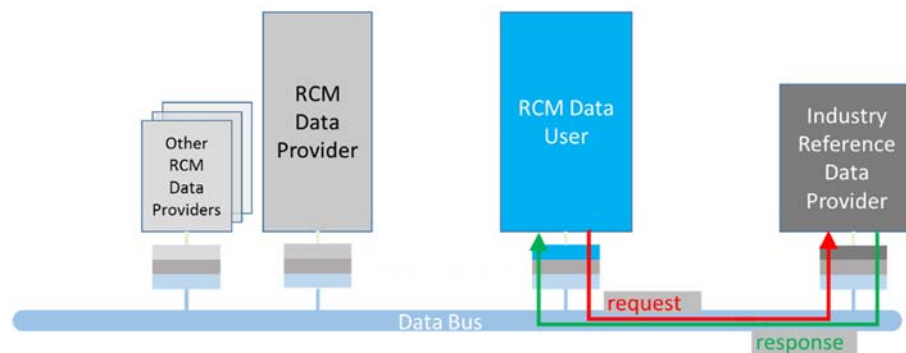 Other
RCM
Data
Providers
RCM
Data
Provider
RCM Data
User
Industry
Reference
Data
Provider
request
Data Bus
response